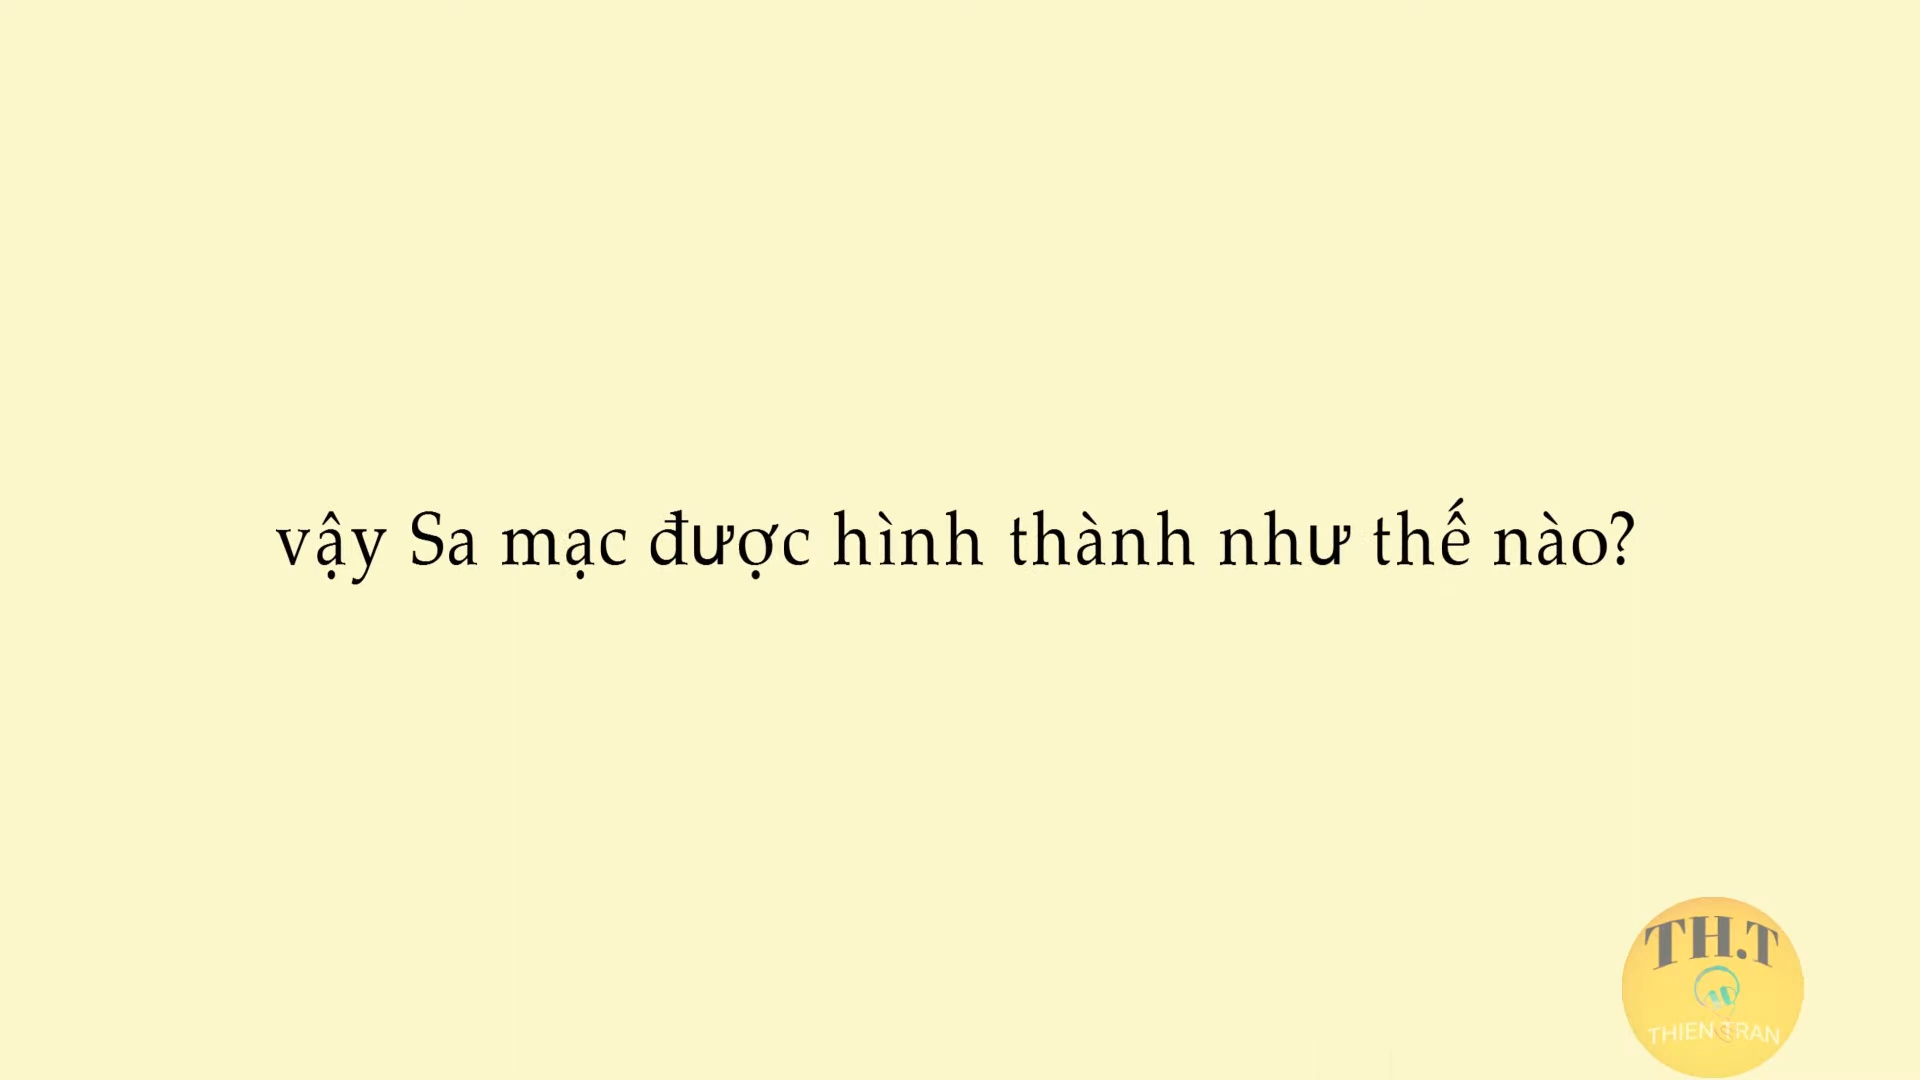 vậy Sa mạc được hình thành như thế nào?
TH.T
THIEN TRAN